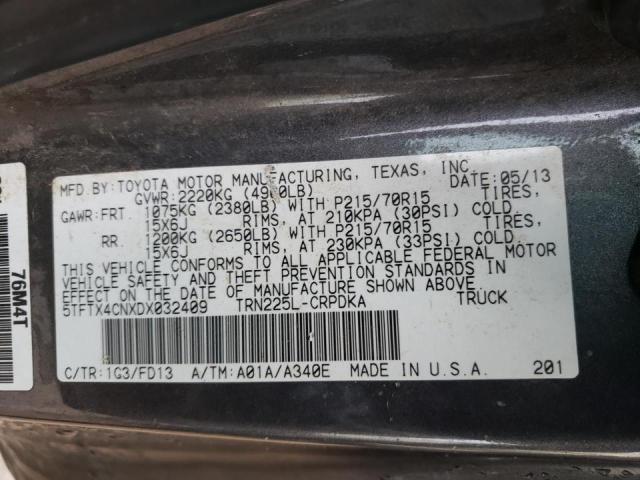 MFD.BY:TOYOTA MOTOR MANUFACTURING, TEXAS, INC.
GVWR:2220KG DATE:05/13
GAWR:FRT. 1075KG (2380LB) WITH P215/70R15 TIRES,
15X6J RIMS, AT 210KPA (30PSI) COLD
RR. 1200KG (2650LB) WITH P215/70R15 TIRES,
15X6J RIMS, AT 230KPA (33PSI) COLD
THIS VEHICLE CONFORMS TO ALL APPLICABLE FEDERAL MOTOR
VEHICLE SAFETY AND THEFT PREVENTION STANDARDS IN
EFFECT ON THE DATE OF MANUFACTURE SHOWN ABOVE.
5TFTX4CNXDX032409 TRN225L-CRPDKA TRUCK
C/TR:1G3/FD13 A/TM:A01A/A340E MADE IN U.S.A. 201
76M4T